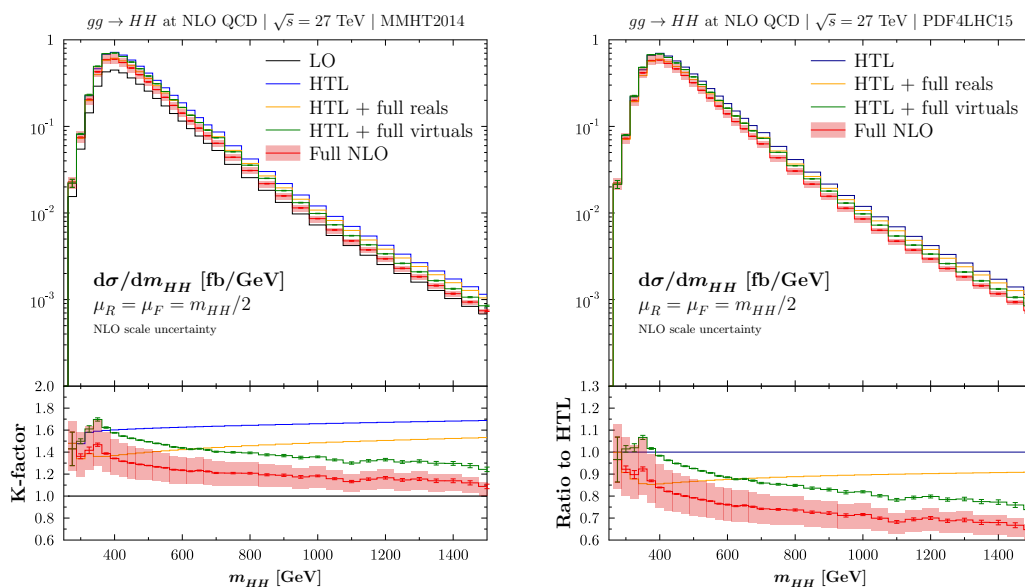 gg → HH at NLO QCD | √s = 27 TeV | MMHT2014
1
10⁻¹
10⁻²
10⁻³
LO
HTL
HTL + full reals
HTL + full virtuals
Full NLO
dσ/dm_HH [fb/GeV]
μ_R = μ_F = m_HH/2
NLO scale uncertainty
K-factor
2.0
1.8
1.6
1.4
1.2
1.0
0.8
0.6
400 600 800 1000 1200 1400
m_HH [GeV]
gg → HH at NLO QCD | √s = 27 TeV | PDF4LHC15
1
10⁻¹
10⁻²
10⁻³
HTL
HTL + full reals
HTL + full virtuals
Full NLO
dσ/dm_HH [fb/GeV]
μ_R = μ_F = m_HH/2
NLO scale uncertainty
Ratio to HTL
1.3
1.2
1.1
1.0
0.9
0.8
0.7
0.6
400 600 800 1000 1200 1400
m_HH [GeV]